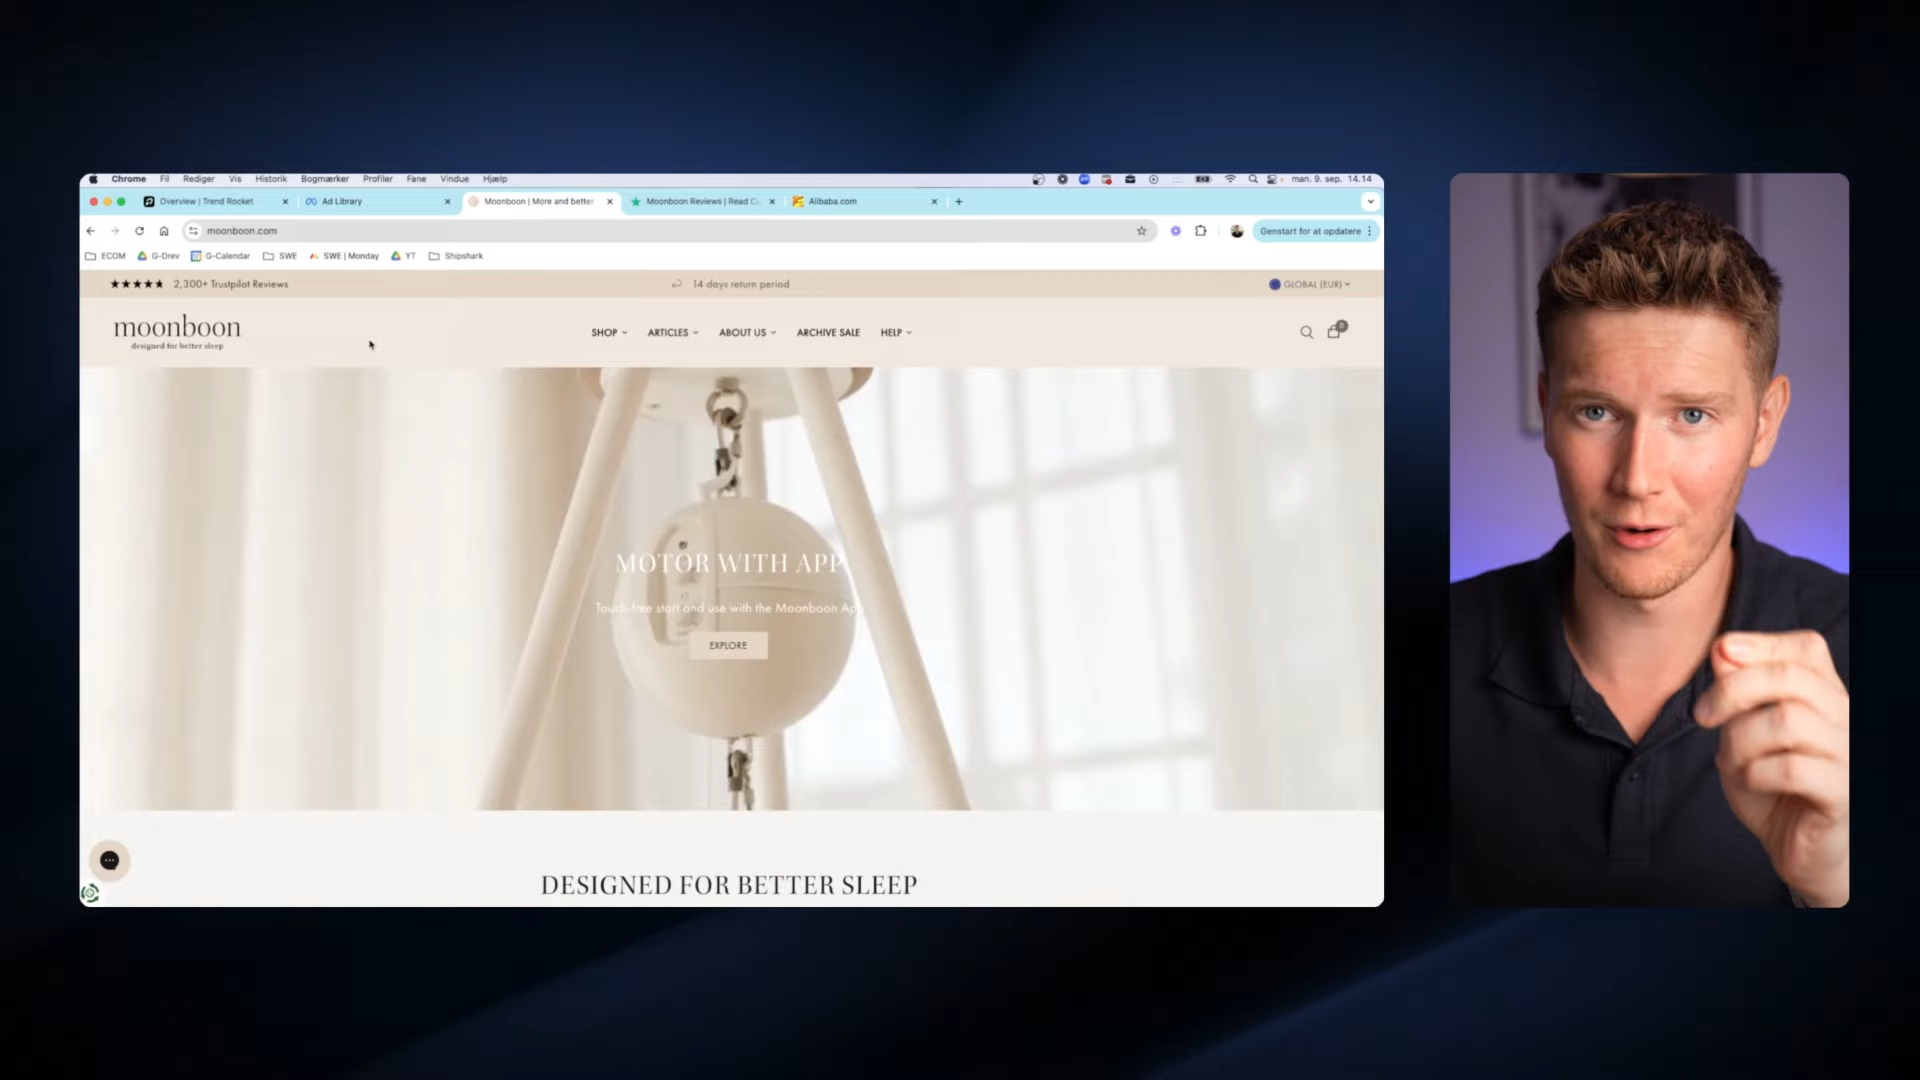 Chrome Fil Rediger Vis Historik Bogmærker Profiler Fane Vindue Hjælp man. 9. sep. 14.14
Overview | Trend Rocket Ad Library Moonboon | More and better Moonboon Reviews | Read C Alibaba.com
moonboon.com Genstart for at opdatere
ECOM G-Drev G-Calendar SWE SWE | Monday YT Shipshark
2,300+ Trustpilot Reviews 14 days return period GLOBAL (EUR)
moonboon
designed for better sleep
SHOP ARTICLES ABOUT US ARCHIVE SALE HELP 0
MOTOR WITH APP
Touch-free start and use with the Moonboon App
EXPLORE
DESIGNED FOR BETTER SLEEP